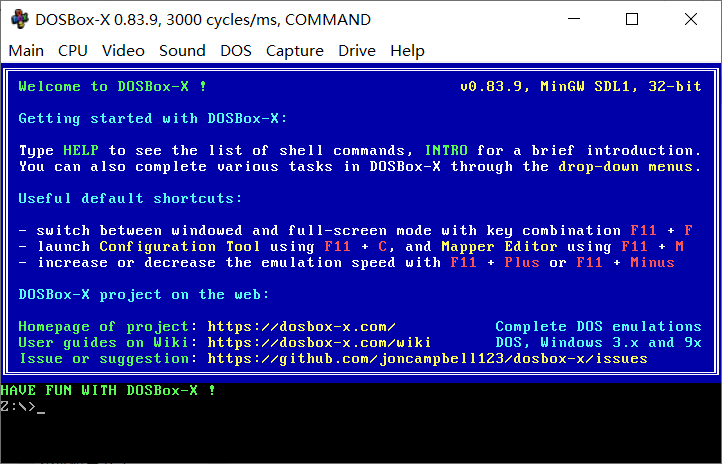 DOSBox-X 0.83.9, 3000 cycles/ms, COMMAND
Main CPU Video Sound DOS Capture Drive Help
Welcome to DOSBox-X ! v0.83.9, MinGW SDL1, 32-bit
Getting started with DOSBox-X:
Type HELP to see the list of shell commands, INTRO for a brief introduction.
You can also complete various tasks in DOSBox-X through the drop-down menus.
Useful default shortcuts:
- switch between windowed and full-screen mode with key combination F11 + F
- launch Configuration Tool using F11 + C, and Mapper Editor using F11 + M
- increase or decrease the emulation speed with F11 + Plus or F11 + Minus
DOSBox-X project on the web:
Homepage of project: https://dosbox-x.com/ Complete DOS emulations
User guides on Wiki: https://dosbox-x.com/wiki DOS, Windows 3.x and 9x
Issue or suggestion: https://github.com/joncampbell123/dosbox-x/issues
HAVE FUN WITH DOSBox-X !
Z:\>_